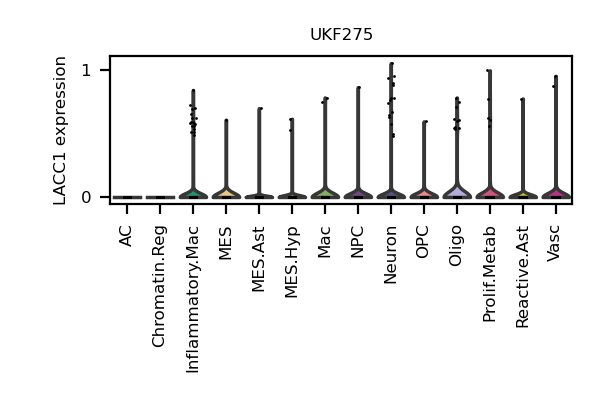 UKF275
LACC1 expression
1
0
AC
Chromatin.Reg
Inflammatory.Mac
MES
MES.Ast
MES.Hyp
Mac
NPC
Neuron
OPC
Oligo
Prolif.Metab
Reactive.Ast
Vasc